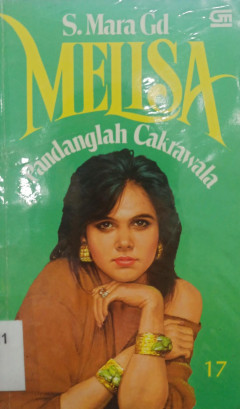 S. Mara Gd
GM
MELISA
Pandanglah Cakrawala
17
1